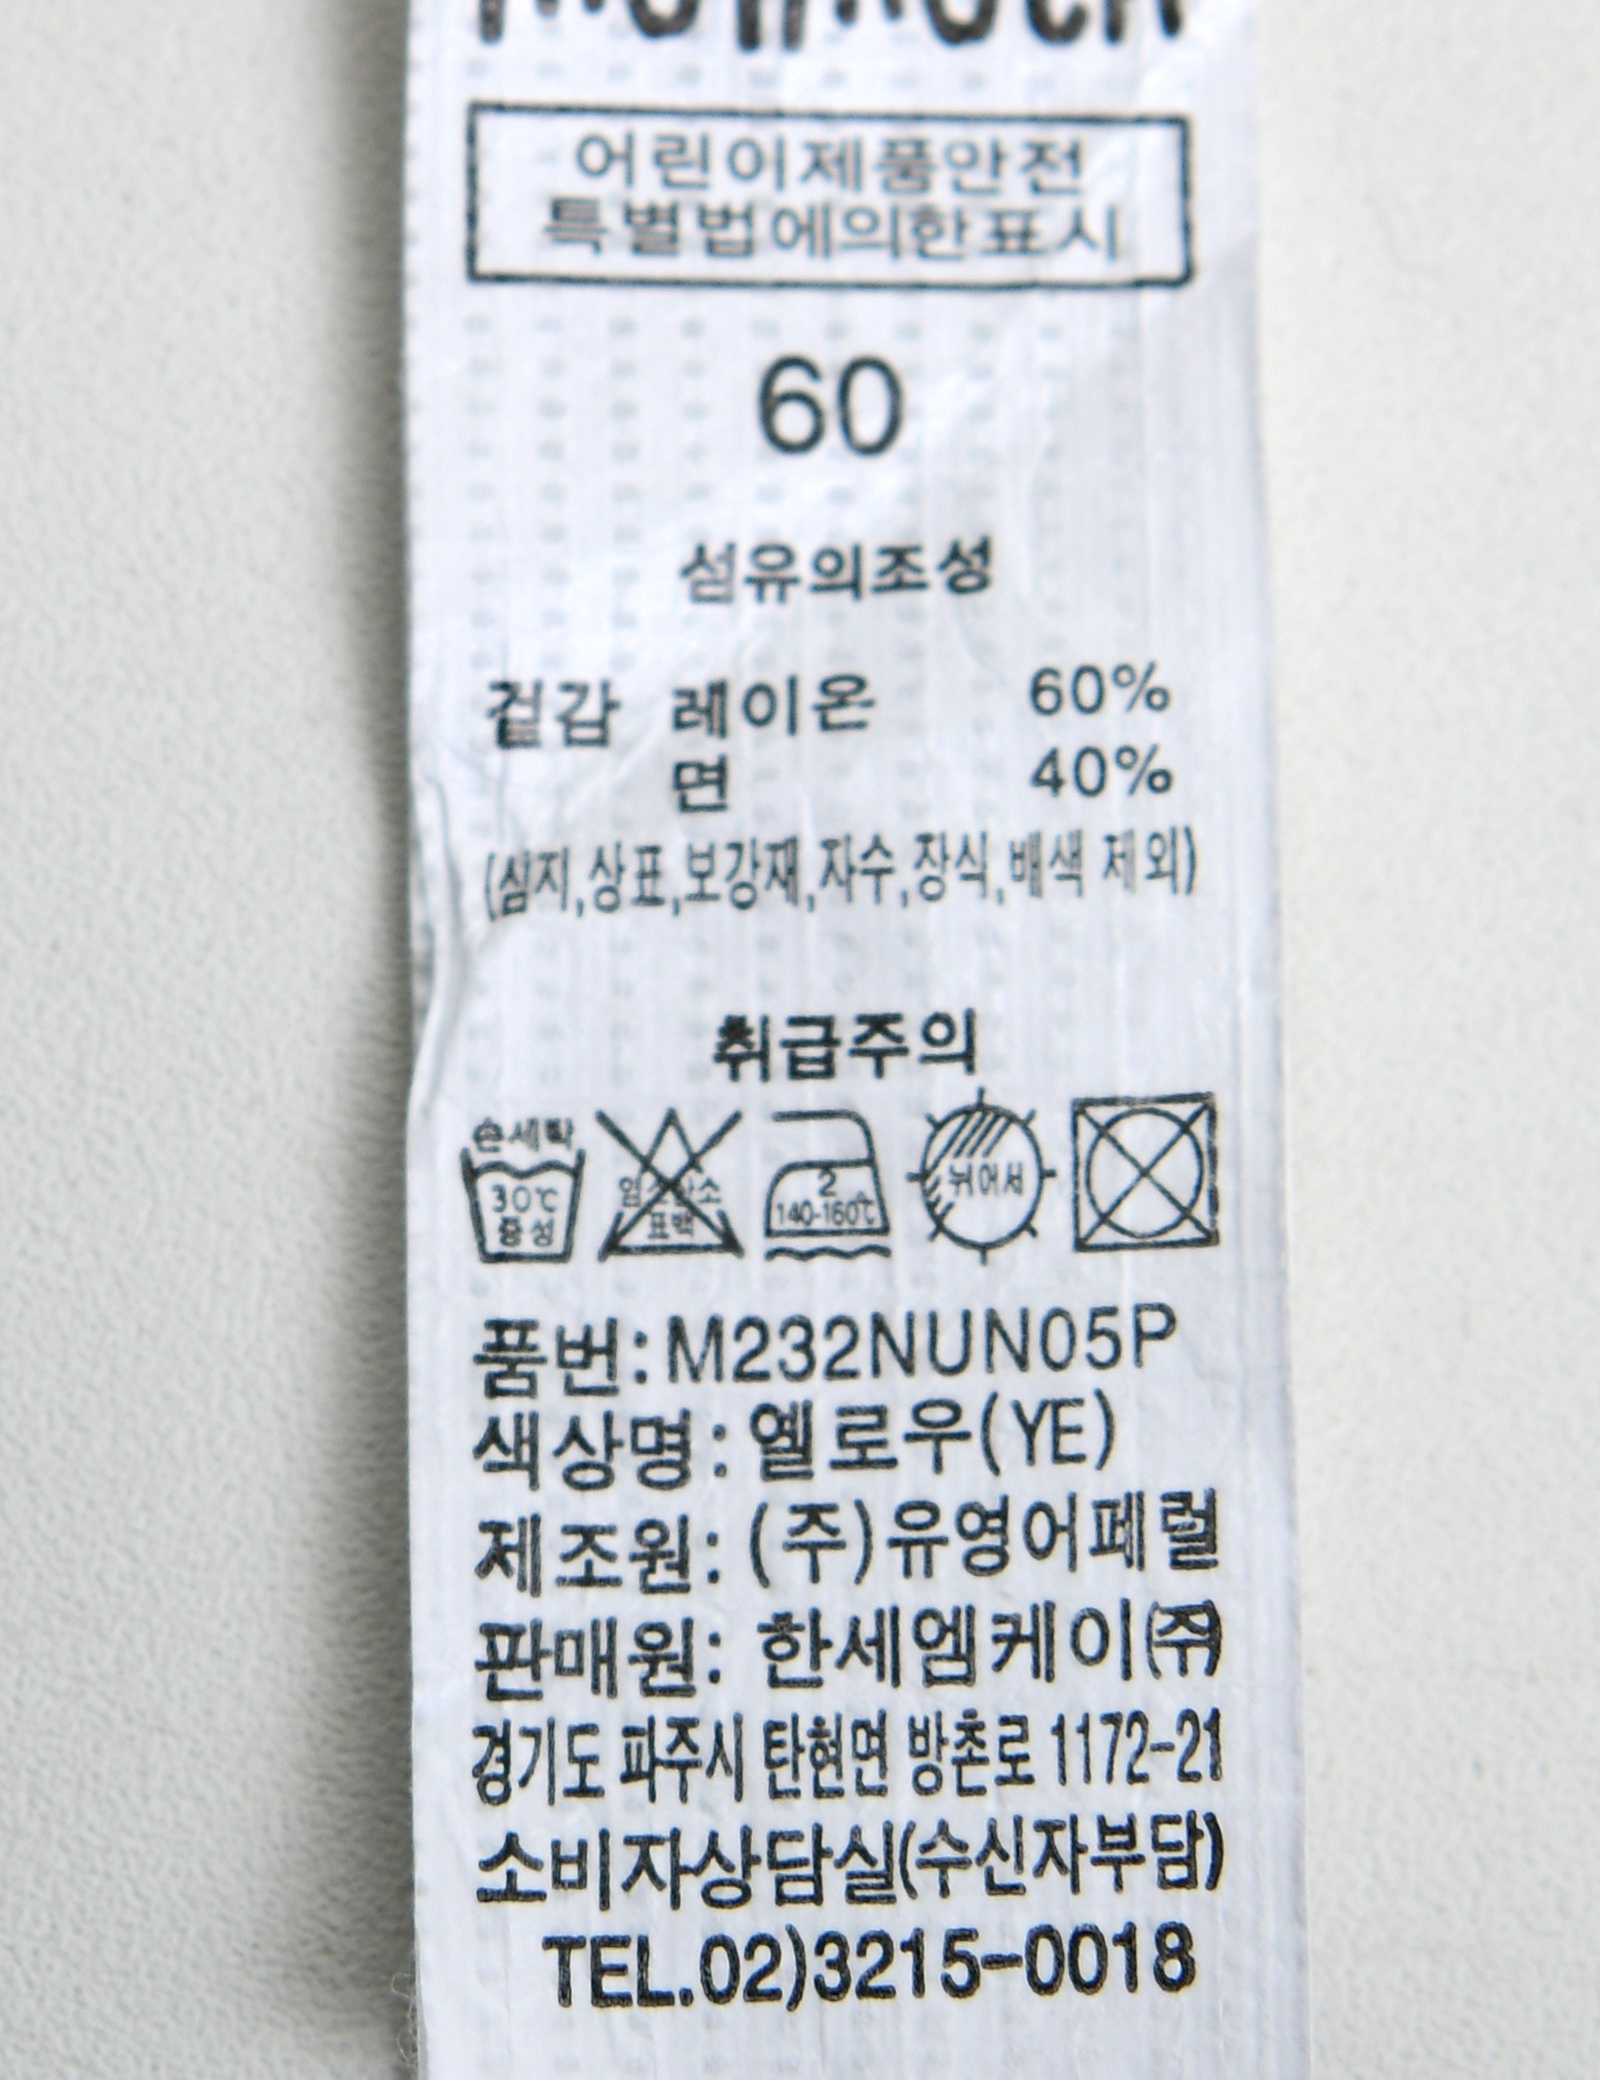 어린이제품안전
특별법에의한표시
60
섬유의조성
겉감 레이온 60%
면 40%
(심지,상표,보강재,자수,장식,배색 제외)
취급주의
손세탁
30℃
중성
염소산소
표백
2
140-160℃
뉘어서
품번:M232NUN05P
색상명:옐로우(YE)
제조원:(주)유영어페럴
판매원:한세엠케이㈜
경기도 파주시 탄현면 방촌로 1172-21
소비자상담실(수신자부담)
TEL.02)3215-0018